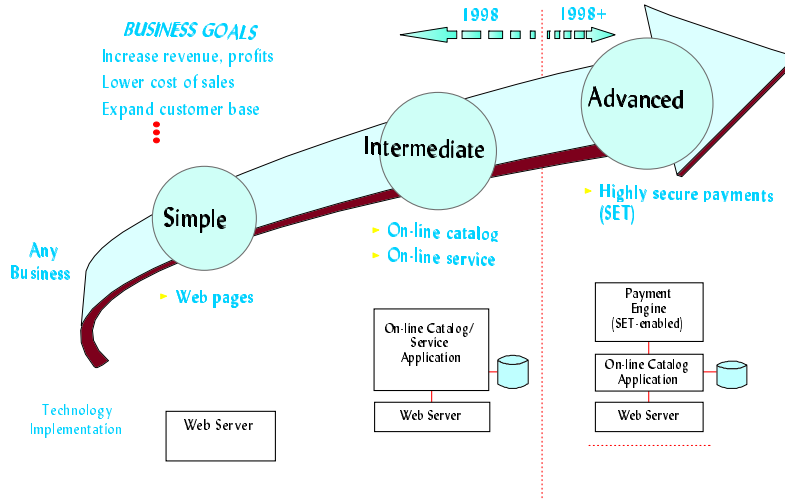 BUSINESS GOALS
Increase revenue, profits
Lower cost of sales
Expand customer base
1998
1998+
Advanced
Intermediate
Simple
Highly secure payments
(SET)
On-line catalog
On-line service
Any
Business
Web pages
Payment
Engine
(SET-enabled)
On-line Catalog/
Service
Application
On-line Catalog
Application
Technology
Implementation
Web Server
Web Server
Web Server